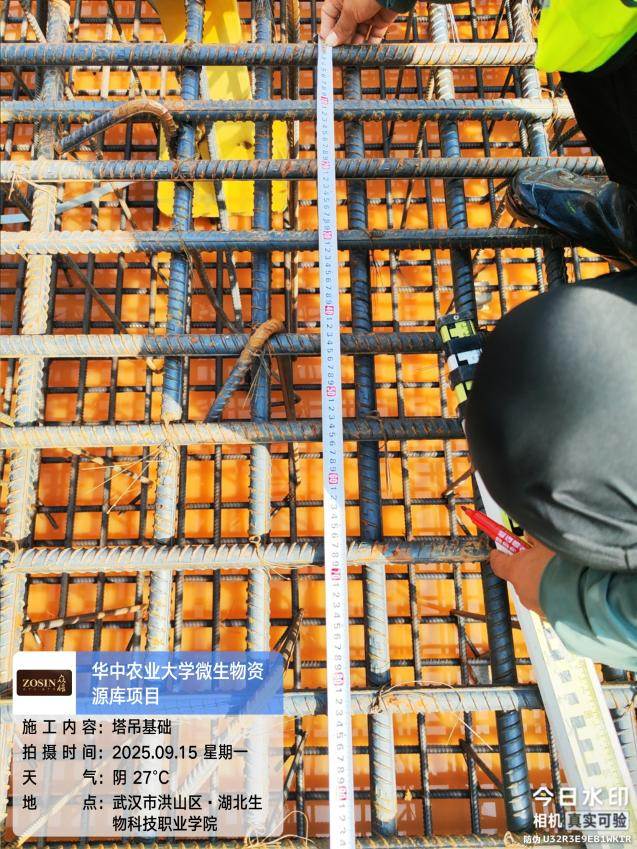 ZOSIN 众信
华中农业大学微生物资
源库项目
施工内容：塔吊基础
拍摄时间：2025.09.15 星期一
天　　气：阴 27℃
地　　点：武汉市洪山区·湖北生
物科技职业学院
今日水印
相机 真实可验
防伪 U32R3E9EB1WKTR